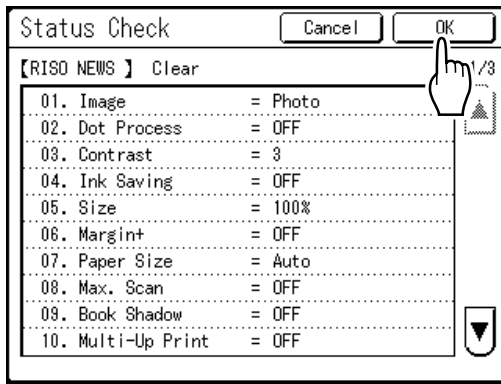 Status Check Cancel OK
【RISO NEWS 】 Clear 1/3
01. Image = Photo
02. Dot Process = OFF
03. Contrast = 3
04. Ink Saving = OFF
05. Size = 100%
06. Margin+ = OFF
07. Paper Size = Auto
08. Max. Scan = OFF
09. Book Shadow = OFF
10. Multi-Up Print = OFF